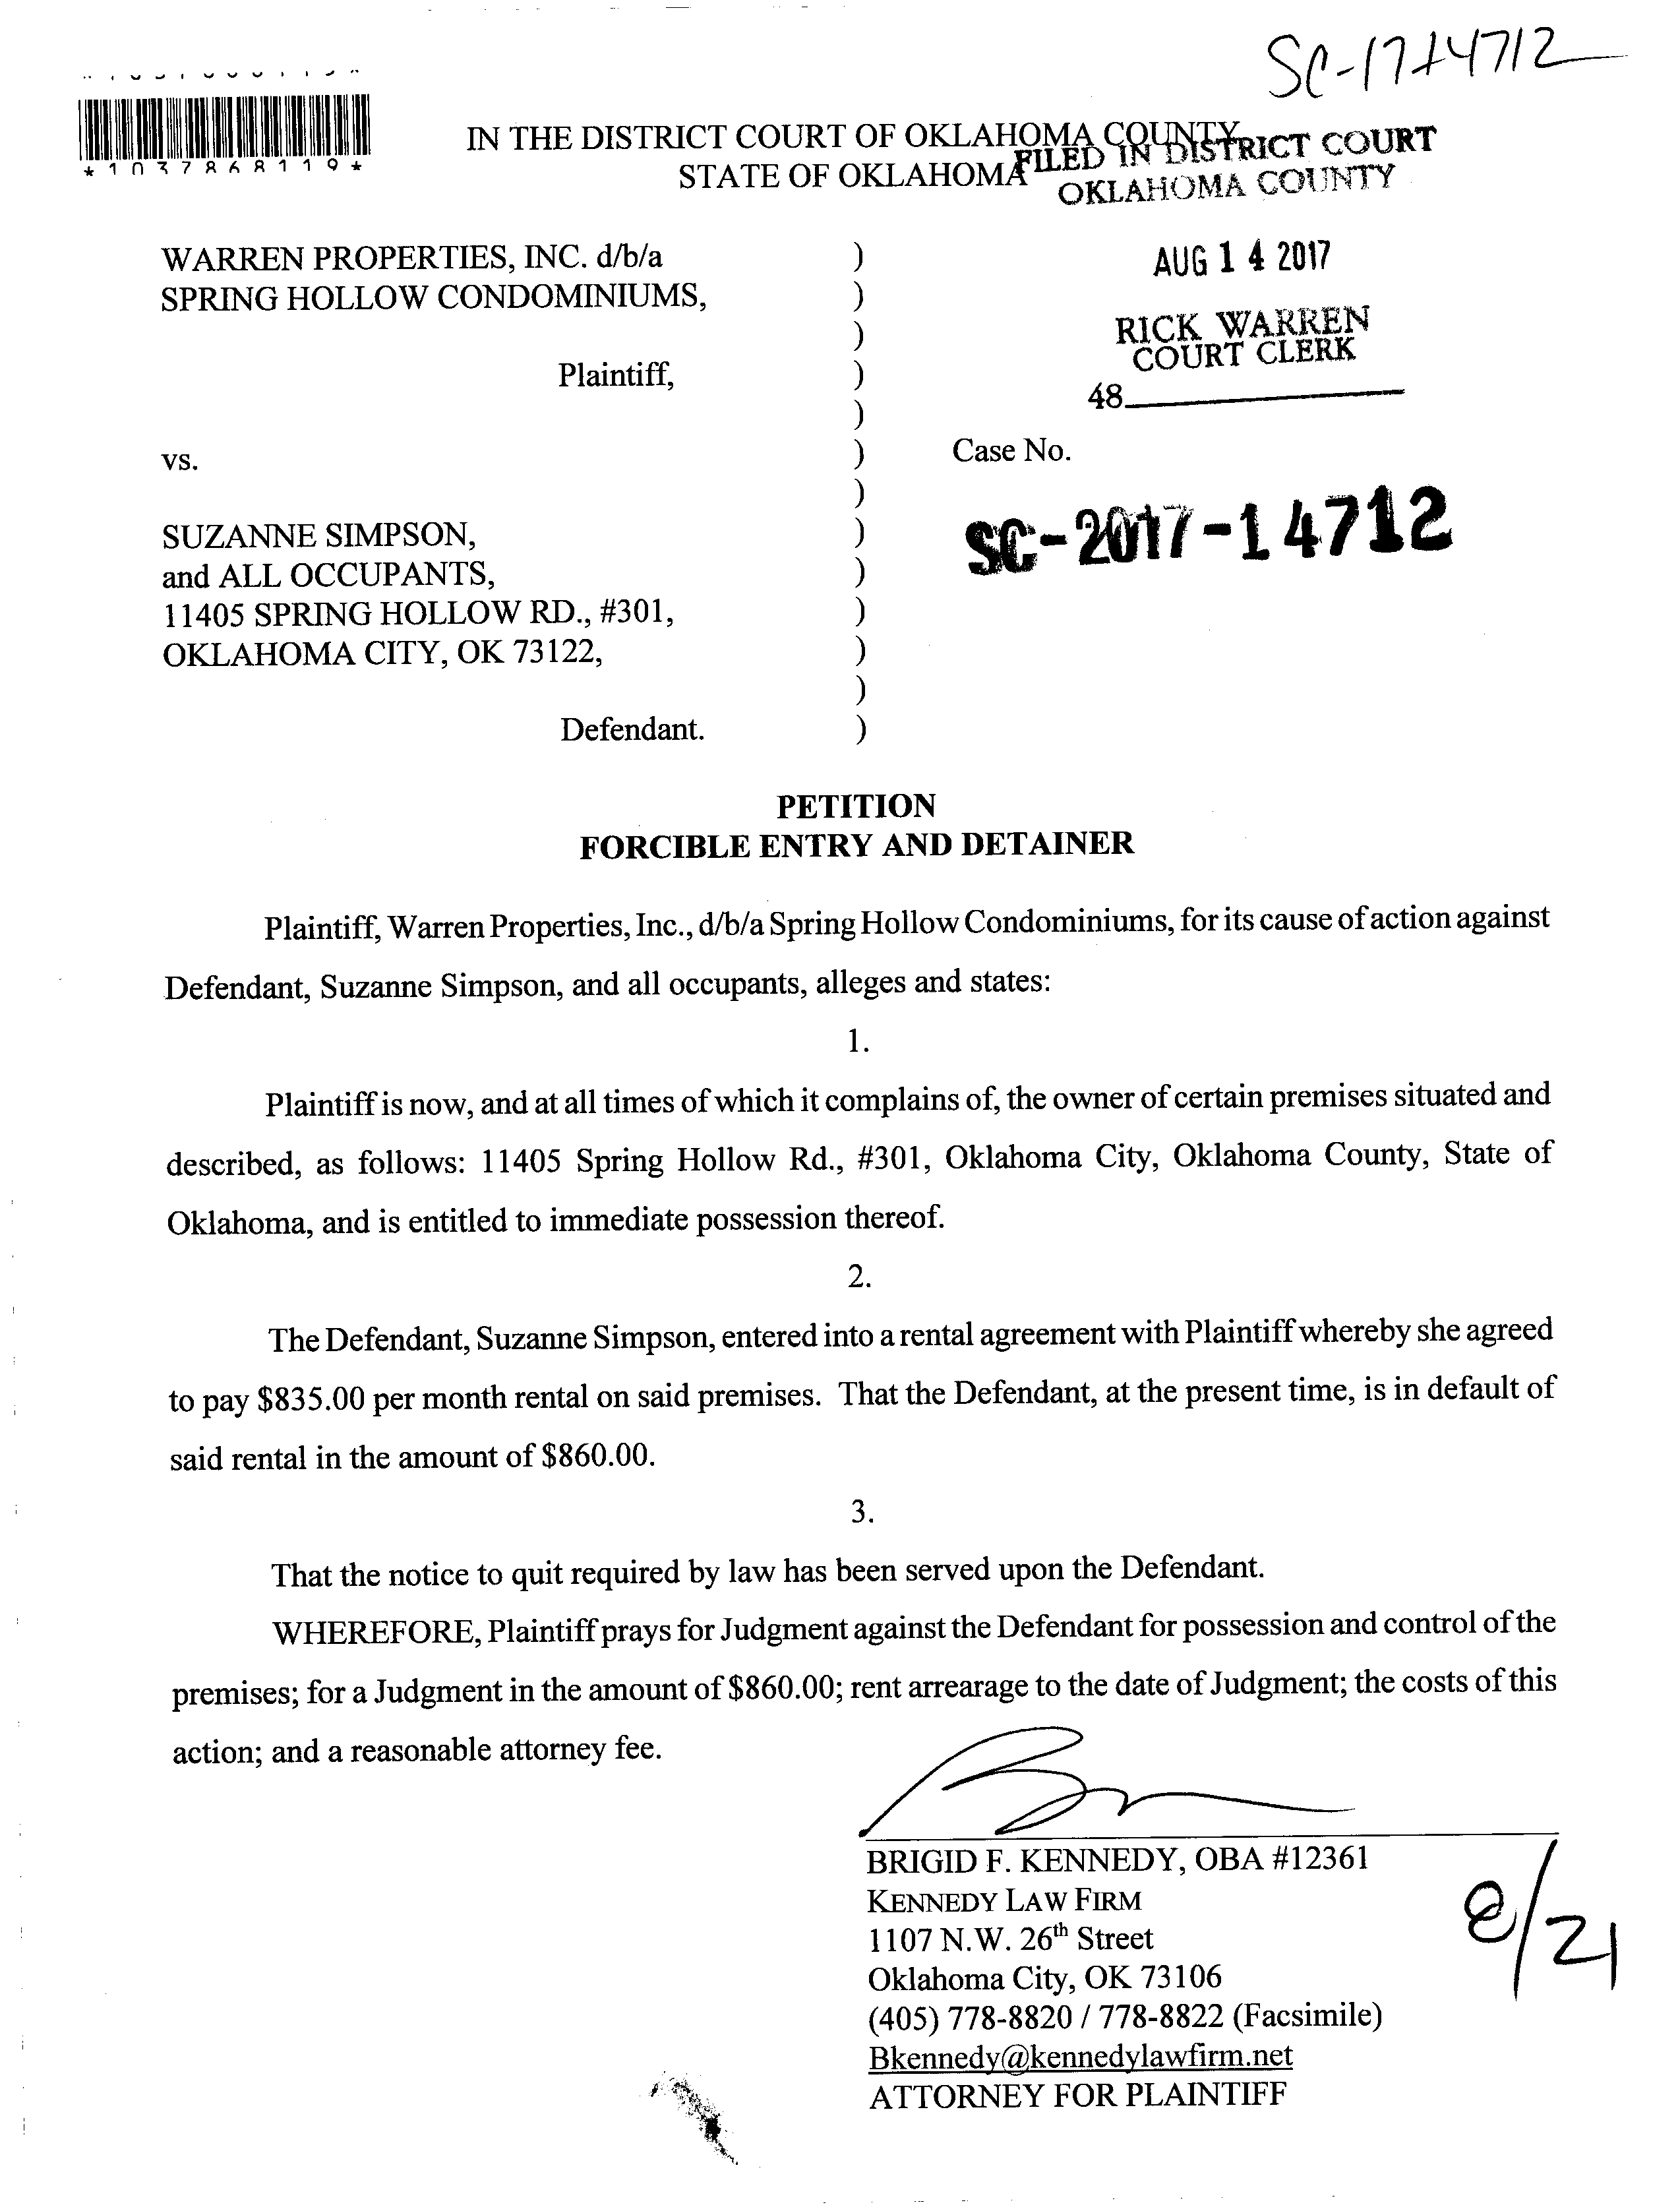 SC-17-14712
*1037868119*
IN THE DISTRICT COURT OF OKLAHOMA COUNTY
STATE OF OKLAHOMA
FILED IN DISTRICT COURT
OKLAHOMA COUNTY
WARREN PROPERTIES, INC. d/b/a )
SPRING HOLLOW CONDOMINIUMS, )
)
Plaintiff, )
)
vs. )
)
SUZANNE SIMPSON, )
and ALL OCCUPANTS, )
11405 SPRING HOLLOW RD., #301, )
OKLAHOMA CITY, OK 73122, )
)
Defendant. )
AUG 14 2017
RICK WARREN
COURT CLERK
48
Case No.
SC-2017-14712
PETITION
FORCIBLE ENTRY AND DETAINER
Plaintiff, Warren Properties, Inc., d/b/a Spring Hollow Condominiums, for its cause of action against
Defendant, Suzanne Simpson, and all occupants, alleges and states:
1.
Plaintiff is now, and at all times of which it complains of, the owner of certain premises situated and
described, as follows: 11405 Spring Hollow Rd., #301, Oklahoma City, Oklahoma County, State of
Oklahoma, and is entitled to immediate possession thereof.
2.
The Defendant, Suzanne Simpson, entered into a rental agreement with Plaintiff whereby she agreed
to pay $835.00 per month rental on said premises. That the Defendant, at the present time, is in default of
said rental in the amount of $860.00.
3.
That the notice to quit required by law has been served upon the Defendant.
WHEREFORE, Plaintiff prays for Judgment against the Defendant for possession and control of the
premises; for a Judgment in the amount of $860.00; rent arrearage to the date of Judgment; the costs of this
action; and a reasonable attorney fee.
BRIGID F. KENNEDY, OBA #12361
KENNEDY LAW FIRM
1107 N.W. 26th Street
Oklahoma City, OK 73106
(405) 778-8820 / 778-8822 (Facsimile)
Bkennedy@kennedylawfirm.net
ATTORNEY FOR PLAINTIFF
8/21